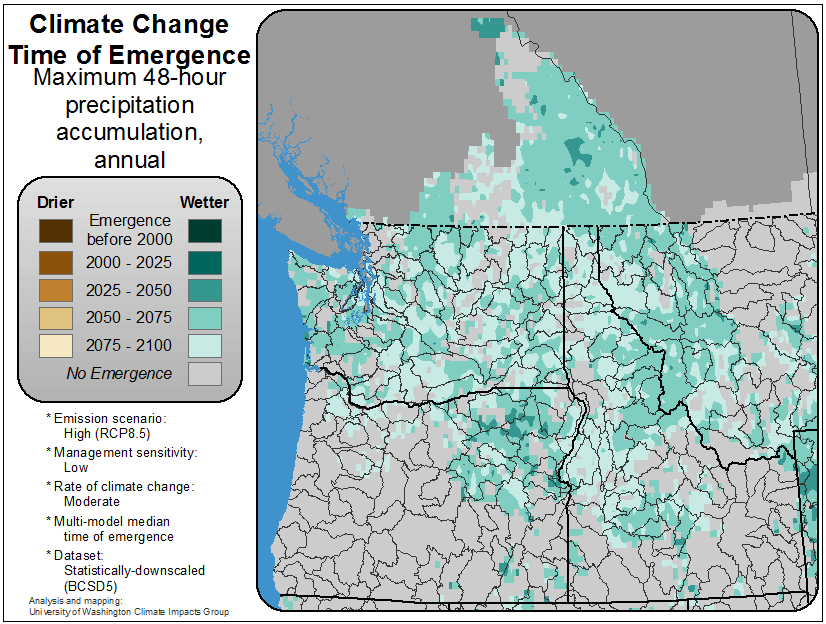 Climate Change
Time of Emergence
Maximum 48-hour
precipitation
accumulation,
annual
Drier Wetter
Emergence
before 2000
2000 - 2025
2025 - 2050
2050 - 2075
2075 - 2100
No Emergence
* Emission scenario:
High (RCP8.5)
* Management sensitivity:
Low
* Rate of climate change:
Moderate
* Multi-model median
time of emergence
* Dataset:
Statistically-downscaled
(BCSD5)
Analysis and mapping:
University of Washington Climate Impacts Group